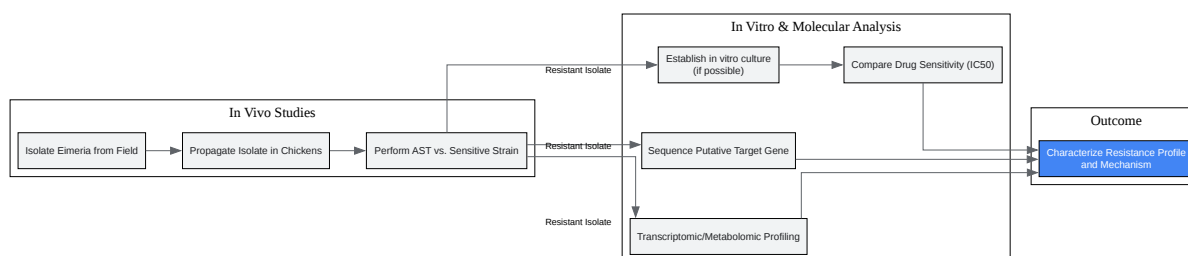 In Vivo Studies
Isolate Eimeria from Field
Propagate Isolate in Chickens
Perform AST vs. Sensitive Strain
Resistant Isolate
Resistant Isolate
Resistant Isolate
In Vitro & Molecular Analysis
Establish in vitro culture
(if possible)
Compare Drug Sensitivity (IC50)
Sequence Putative Target Gene
Transcriptomic/Metabolomic Profiling
Outcome
Characterize Resistance Profile
and Mechanism